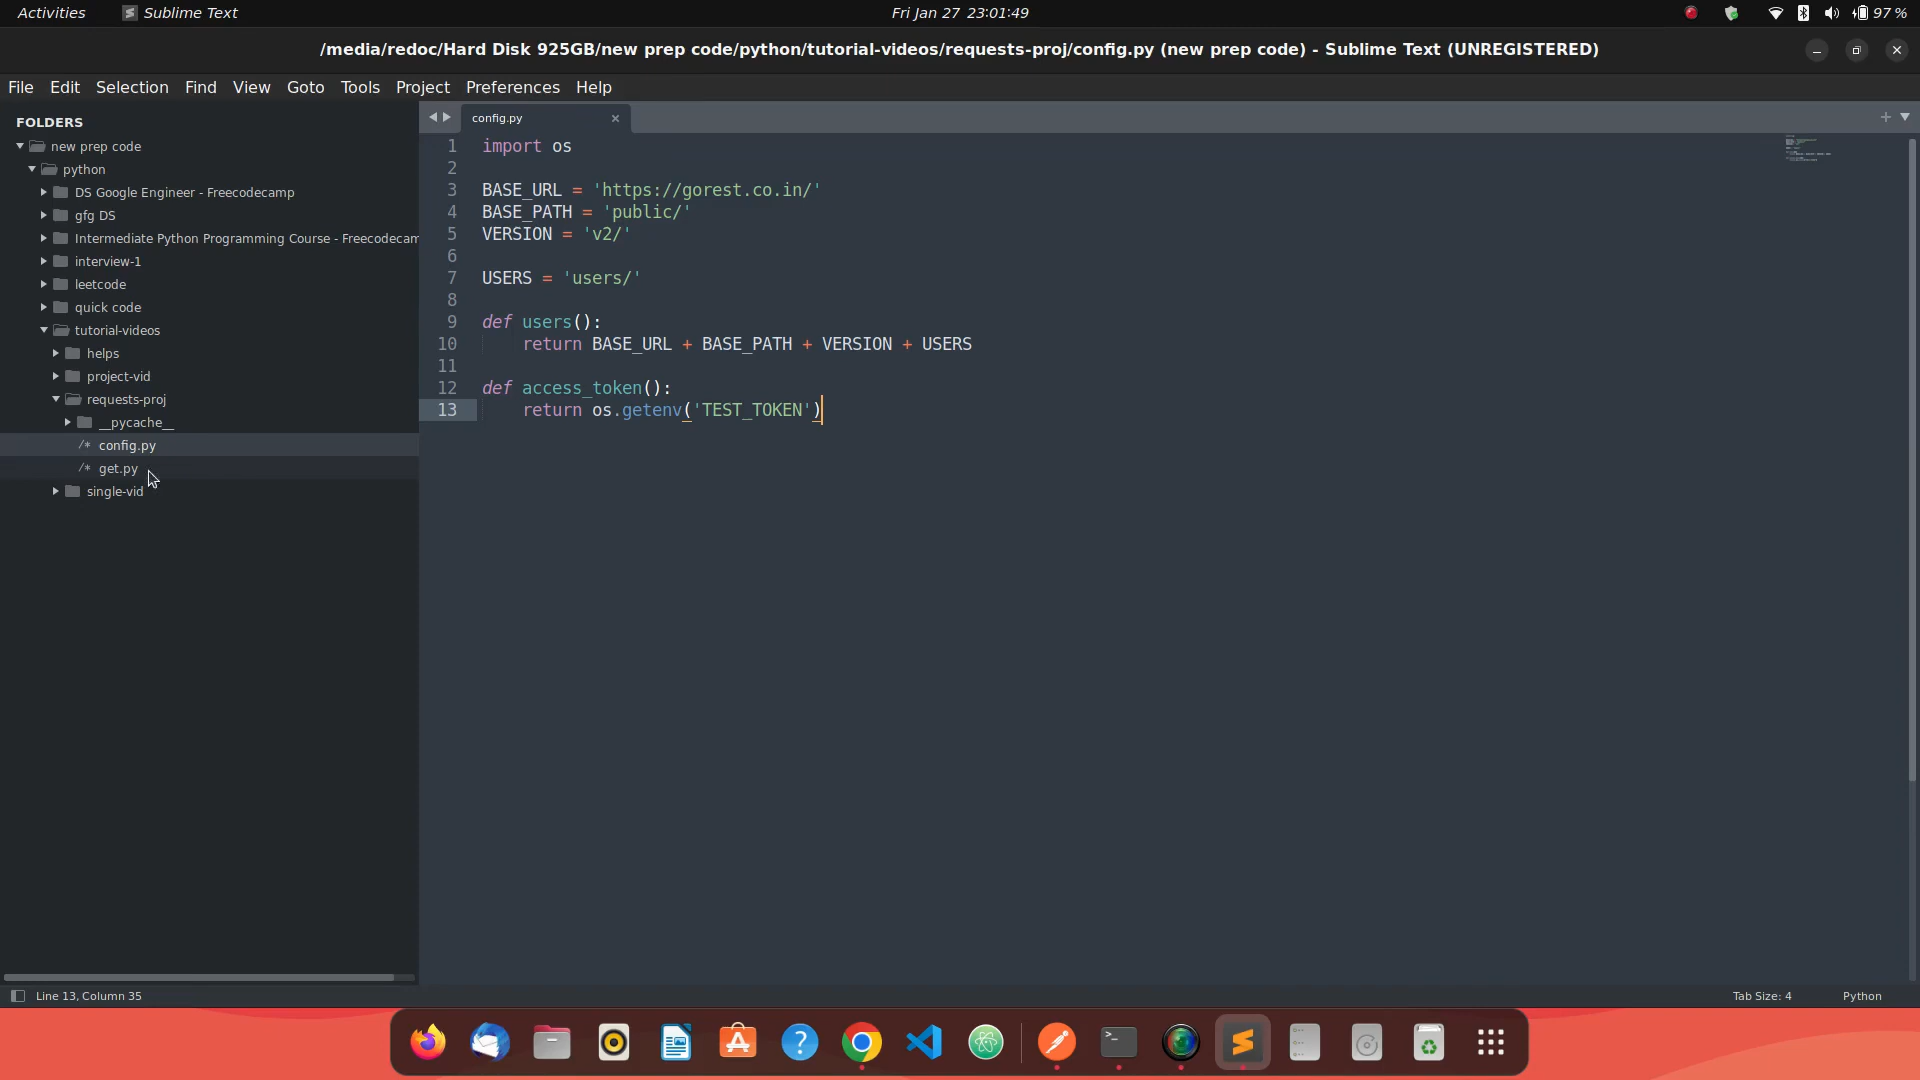 Activities
Sublime Text
Fri Jan 27 23:01:49
97 %
/media/redoc/Hard Disk 925GB/new prep code/python/tutorial-videos/requests-proj/config.py (new prep code) - Sublime Text (UNREGISTERED)
File Edit Selection Find View Goto Tools Project Preferences Help
FOLDERS
new prep code
python
DS Google Engineer - Freecodecamp
gfg DS
Intermediate Python Programming Course - Freecodecam
interview-1
leetcode
quick code
tutorial-videos
helps
project-vid
requests-proj
__pycache__
/* config.py
/* get.py
single-vid
config.py
1 import os
2
3 BASE_URL = 'https://gorest.co.in/'
4 BASE_PATH = 'public/'
5 VERSION = 'v2/'
6
7 USERS = 'users/'
8
9 def users():
10 return BASE_URL + BASE_PATH + VERSION + USERS
11
12 def access_token():
13 return os.getenv('TEST_TOKEN')
Line 13, Column 35
Tab Size: 4
Python